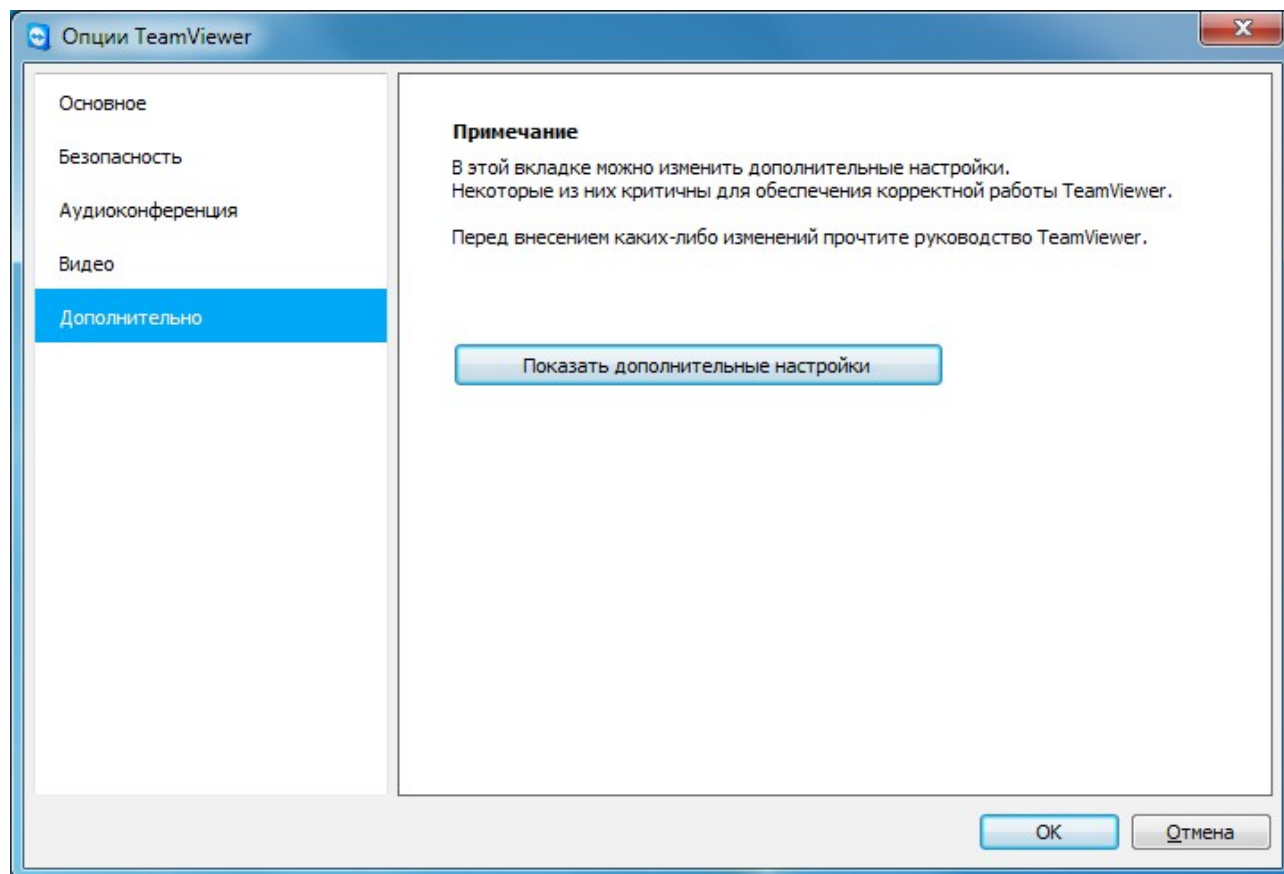 Опции TeamViewer
Основное
Безопасность
Аудиоконференция
Видео
Дополнительно
Примечание
В этой вкладке можно изменить дополнительные настройки.
Некоторые из них критичны для обеспечения корректной работы TeamViewer.
Перед внесением каких-либо изменений прочтите руководство TeamViewer.
Показать дополнительные настройки
OK
Отмена